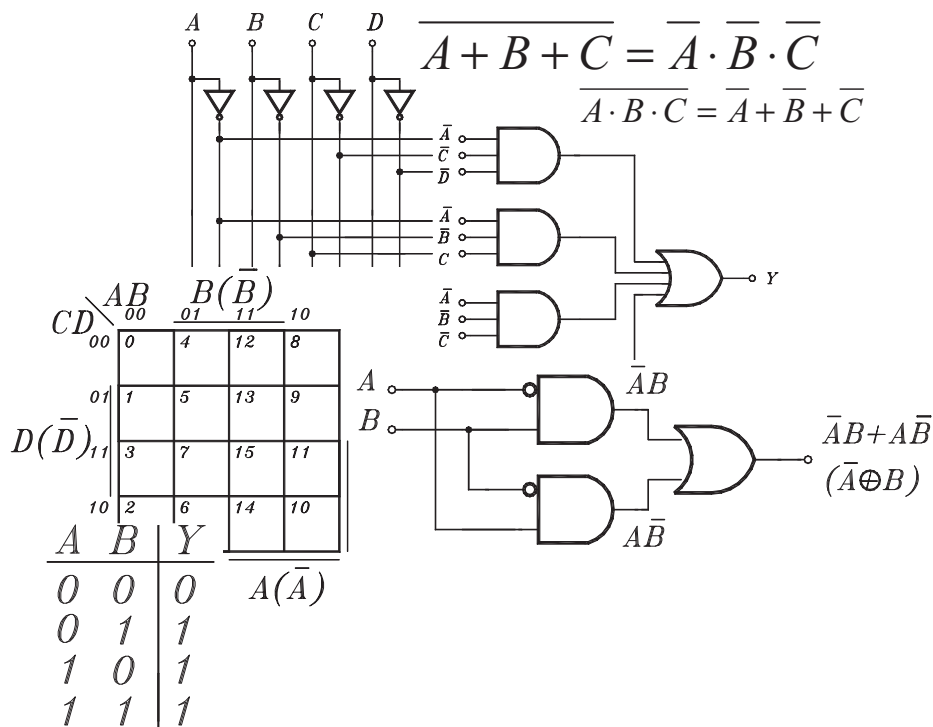 A B C D
A̅+̅B̅+̅C̅ = A̅ · B̅ · C̅
A̅·̅B̅·̅C̅ = A̅ + B̅ + C̅
A̅
C̅
D̅
A̅
B̅
C
A̅
B̅
C̅
Y
A̅B
AB
CD
B(B̅)
00 01 11 10
00 0 4 12 8
01 1 5 13 9
11 3 7 15 11
10 2 6 14 10
D(D̅)
A(A̅)
A
B
A̅B + AB̅
(A̅⊕B)
AB̅
A B Y
0 0 0
0 1 1
1 0 1
1 1 1